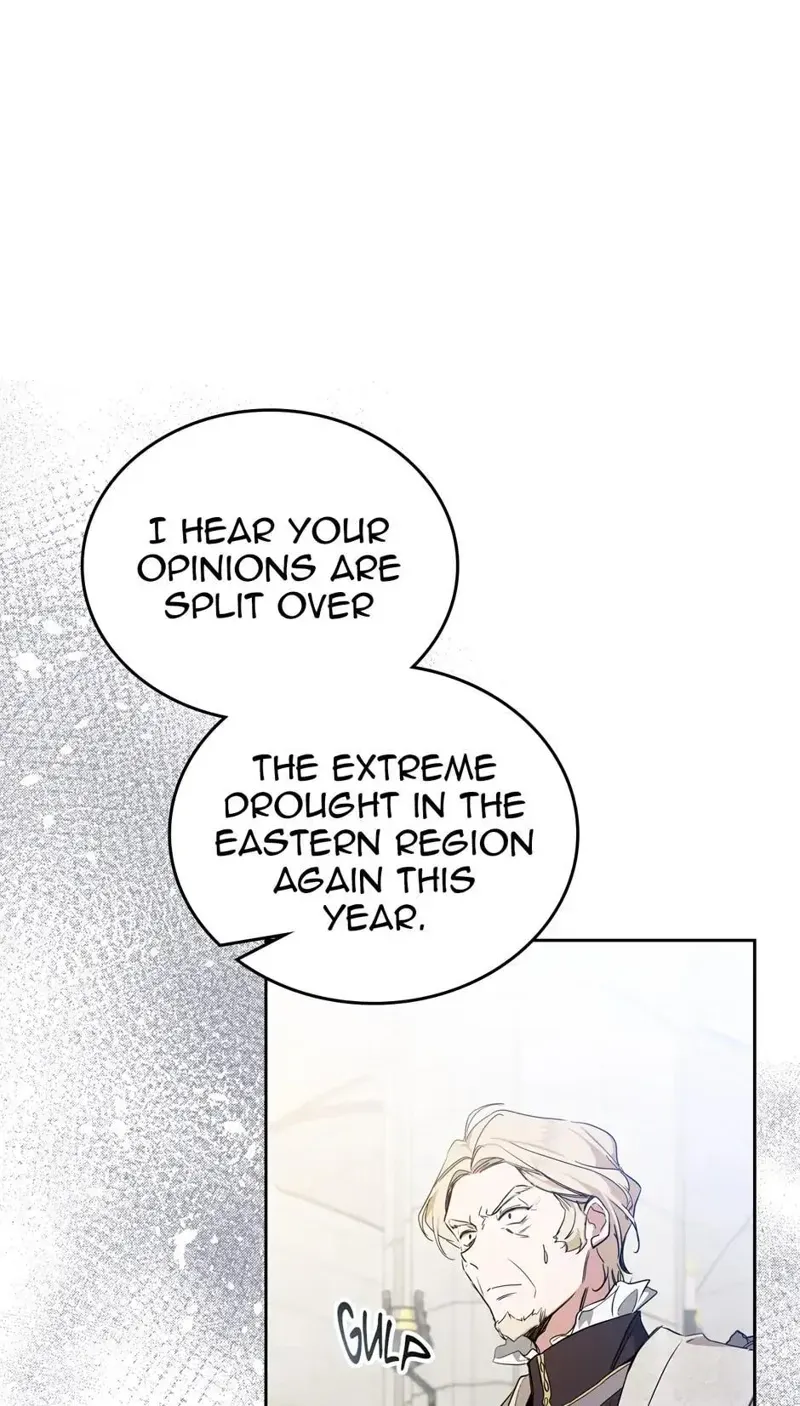 I HEAR YOUR
OPINIONS ARE
SPLIT OVER
THE EXTREME
DROUGHT IN THE
EASTERN REGION
AGAIN THIS
YEAR.
GULP